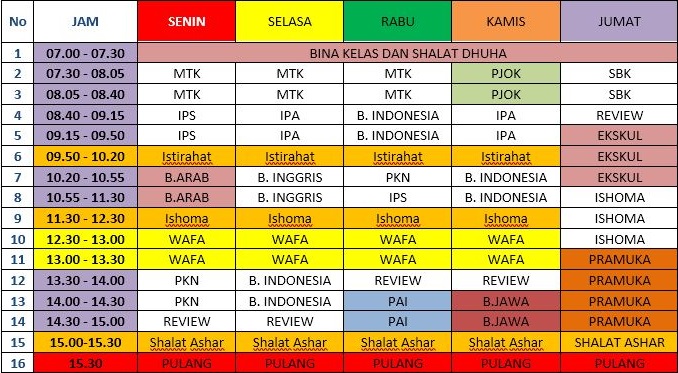 No JAM SENIN SELASA RABU KAMIS JUMAT
1 07.00 - 07.30 BINA KELAS DAN SHALAT DHUHA
2 07.30 - 08.05 MTK MTK MTK PJOK SBK
3 08.05 - 08.40 MTK MTK MTK PJOK SBK
4 08.40 - 09.15 IPS IPA B. INDONESIA IPA REVIEW
5 09.15 - 09.50 IPS IPA B. INDONESIA IPA EKSKUL
6 09.50 - 10.20 Istirahat Istirahat Istirahat Istirahat EKSKUL
7 10.20 - 10.55 B.ARAB B. INGGRIS PKN B. INDONESIA EKSKUL
8 10.55 - 11.30 B.ARAB B. INGGRIS IPS B. INDONESIA ISHOMA
9 11.30 - 12.30 Ishoma Ishoma Ishoma Ishoma ISHOMA
10 12.30 - 13.00 WAFA WAFA WAFA WAFA ISHOMA
11 13.00 - 13.30 WAFA WAFA WAFA WAFA PRAMUKA
12 13.30 - 14.00 PKN B. INDONESIA REVIEW REVIEW PRAMUKA
13 14.00 - 14.30 PKN B. INDONESIA PAI B.JAWA PRAMUKA
14 14.30 - 15.00 REVIEW REVIEW PAI B.JAWA PRAMUKA
15 15.00-15.30 Shalat Ashar Shalat Ashar Shalat Ashar Shalat Ashar SHALAT ASHAR
16 15.30 PULANG PULANG PULANG PULANG PULANG